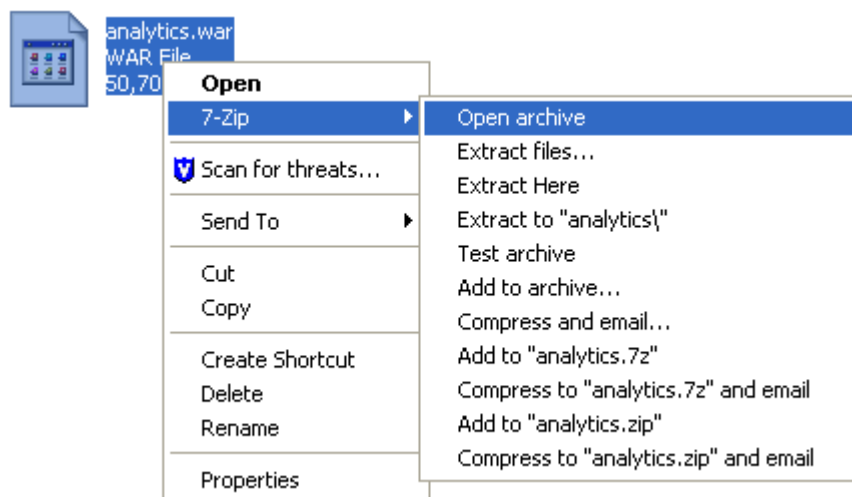 analytics.war
WAR File
50,70
Open
7-Zip
Scan for threats...
Send To
Cut
Copy
Create Shortcut
Delete
Rename
Properties
Open archive
Extract files...
Extract Here
Extract to "analytics\"
Test archive
Add to archive...
Compress and email...
Add to "analytics.7z"
Compress to "analytics.7z" and email
Add to "analytics.zip"
Compress to "analytics.zip" and email